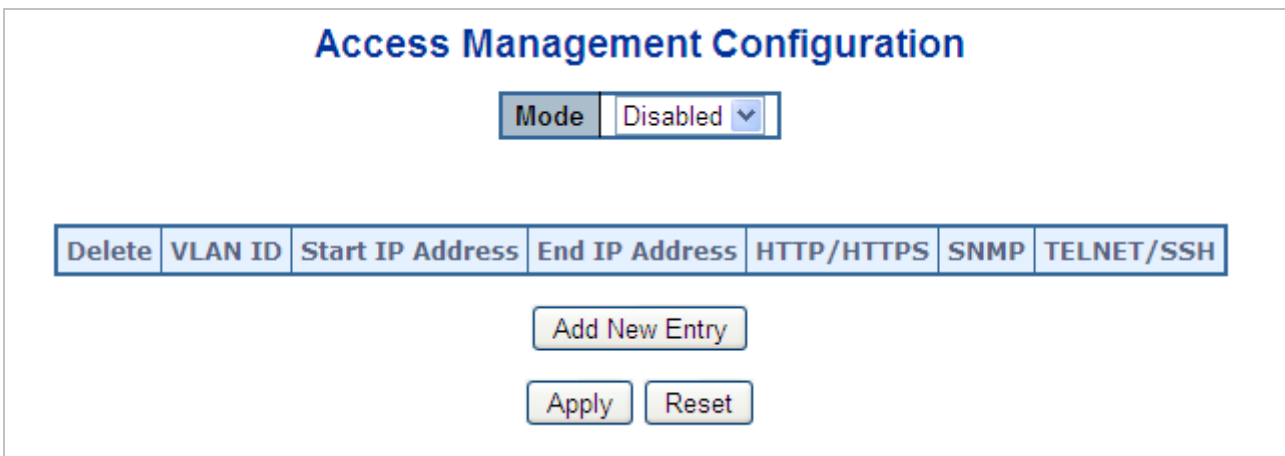 Access Management Configuration
Mode Disabled
Delete VLAN ID Start IP Address End IP Address HTTP/HTTPS SNMP TELNET/SSH
Add New Entry
Apply Reset